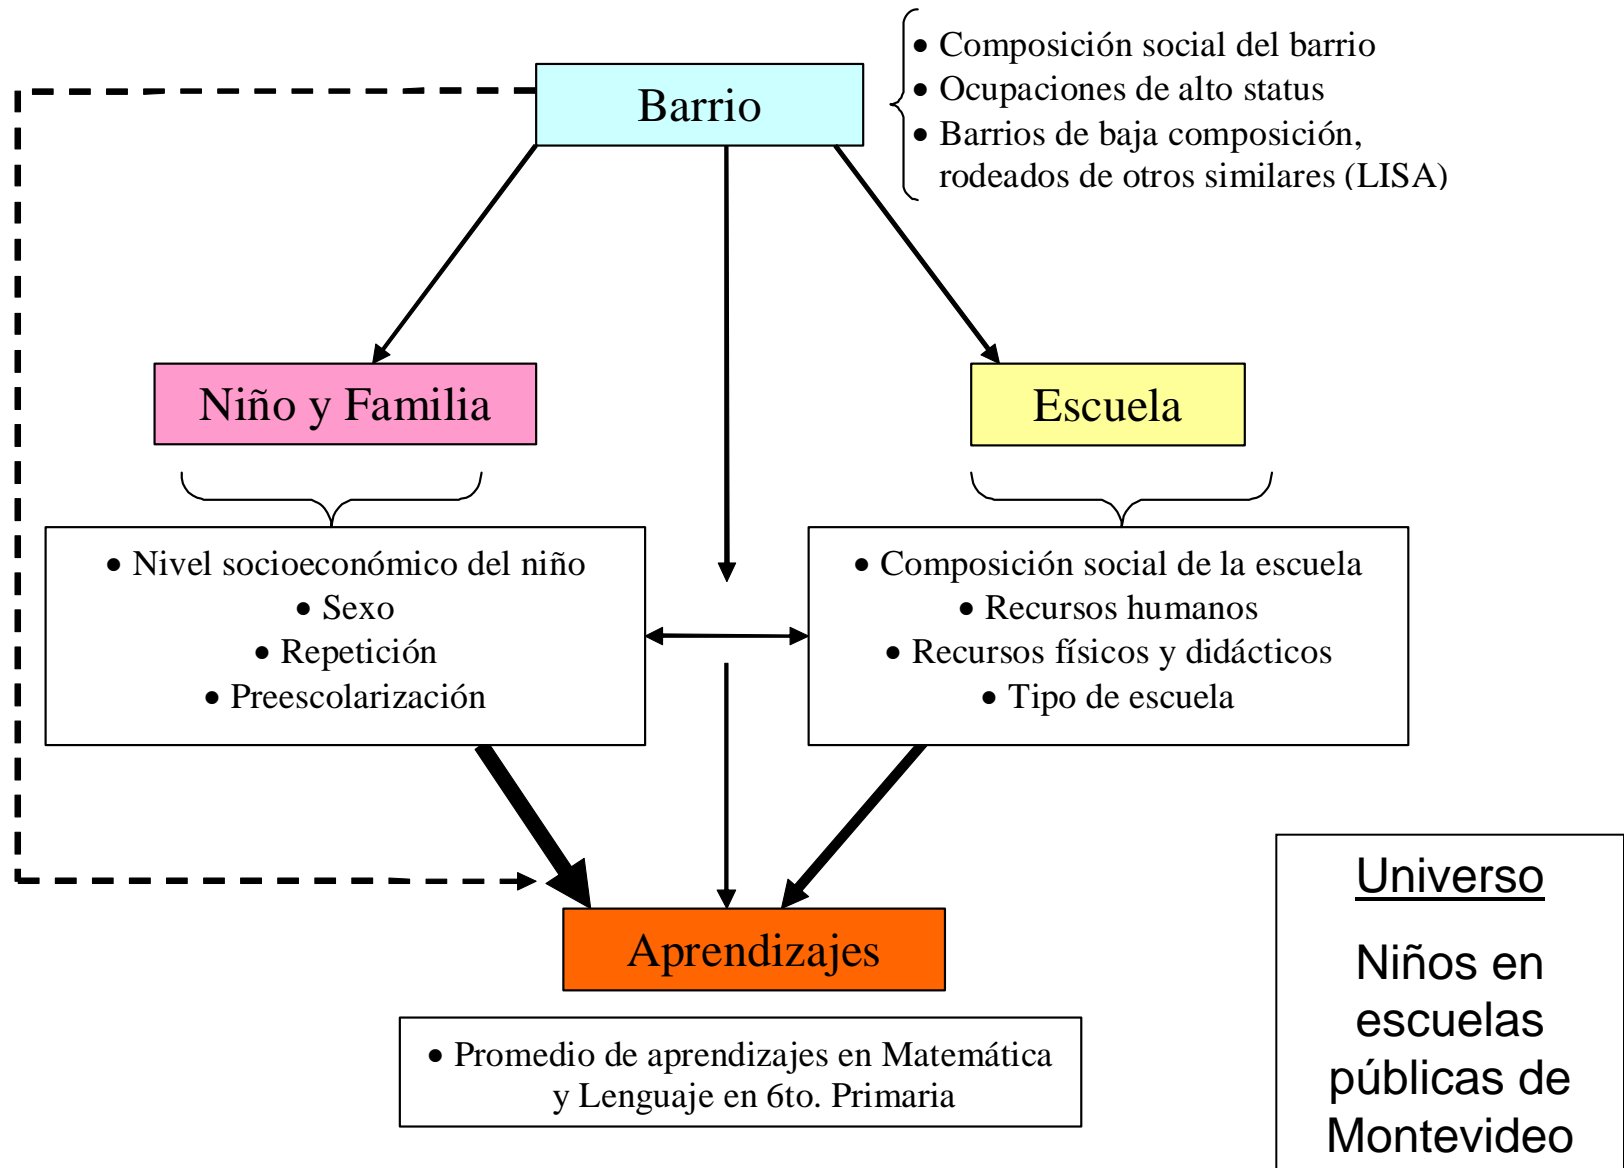 Barrio
• Composición social del barrio
• Ocupaciones de alto status
• Barrios de baja composición,
rodeados de otros similares (LISA)
Niño y Familia
• Nivel socioeconómico del niño
• Sexo
• Repetición
• Preescolarización
Escuela
• Composición social de la escuela
• Recursos humanos
• Recursos físicos y didácticos
• Tipo de escuela
Aprendizajes
• Promedio de aprendizajes en Matemática
y Lenguaje en 6to. Primaria
Universo
Niños en
escuelas
públicas de
Montevideo